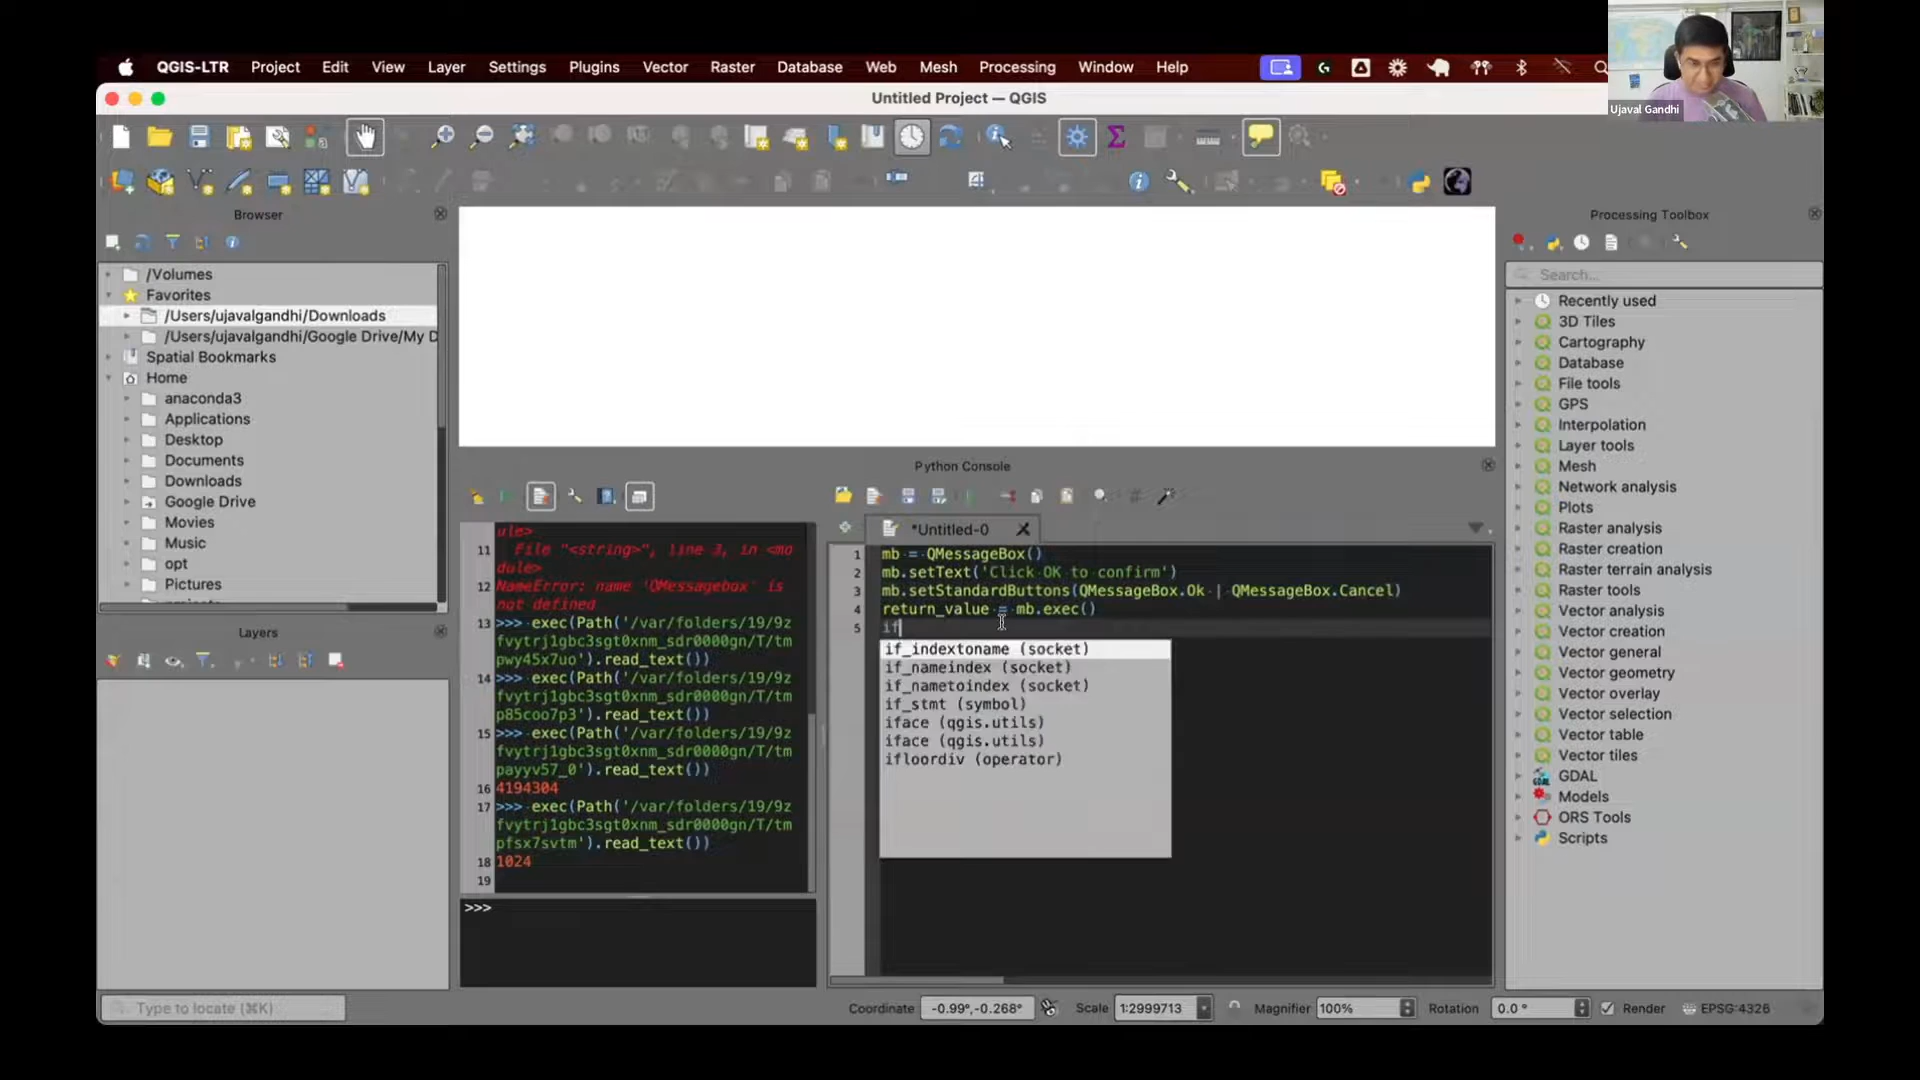 QGIS-LTR Project Edit View Layer Settings Plugins Vector Raster Database Web Mesh Processing Window Help
Ujaval Gandhi
Untitled Project — QGIS
Browser
/Volumes
Favorites
/Users/ujavalgandhi/Downloads
/Users/ujavalgandhi/Google Drive/My D
Spatial Bookmarks
Home
anaconda3
Applications
Desktop
Documents
Downloads
Google Drive
Movies
Music
opt
Pictures
Layers
Type to locate (⌘K)
Python Console
ule>
11 File "<string>", line 3, in <mo
dule>
12 NameError: name 'QMessagebox' is
not defined
13 >>> exec(Path('/var/folders/19/9z
fvytrj1gbc3sgt0xnm_sdr0000gn/T/tm
pwy45x7uo').read_text())
14 >>> exec(Path('/var/folders/19/9z
fvytrj1gbc3sgt0xnm_sdr0000gn/T/tm
p85coo7p3').read_text())
15 >>> exec(Path('/var/folders/19/9z
fvytrj1gbc3sgt0xnm_sdr0000gn/T/tm
payyv57_0').read_text())
16 4194304
17 >>> exec(Path('/var/folders/19/9z
fvytrj1gbc3sgt0xnm_sdr0000gn/T/tm
pfsx7svtm').read_text())
18 1024
19
>>>
*Untitled-0
1 mb = QMessageBox()
2 mb.setText('Click OK to confirm')
3 mb.setStandardButtons(QMessageBox.Ok | QMessageBox.Cancel)
4 return_value = mb.exec()
5 if
if_indextoname (socket)
if_nameindex (socket)
if_nametoindex (socket)
if_stmt (symbol)
iface (qgis.utils)
iface (qgis.utils)
ifloordiv (operator)
Processing Toolbox
Search...
Recently used
3D Tiles
Cartography
Database
File tools
GPS
Interpolation
Layer tools
Mesh
Network analysis
Plots
Raster analysis
Raster creation
Raster terrain analysis
Raster tools
Vector analysis
Vector creation
Vector general
Vector geometry
Vector overlay
Vector selection
Vector table
Vector tiles
GDAL
Models
ORS Tools
Scripts
Coordinate -0.99°,-0.268° Scale 1:2999713 Magnifier 100% Rotation 0.0 ° Render EPSG:4326